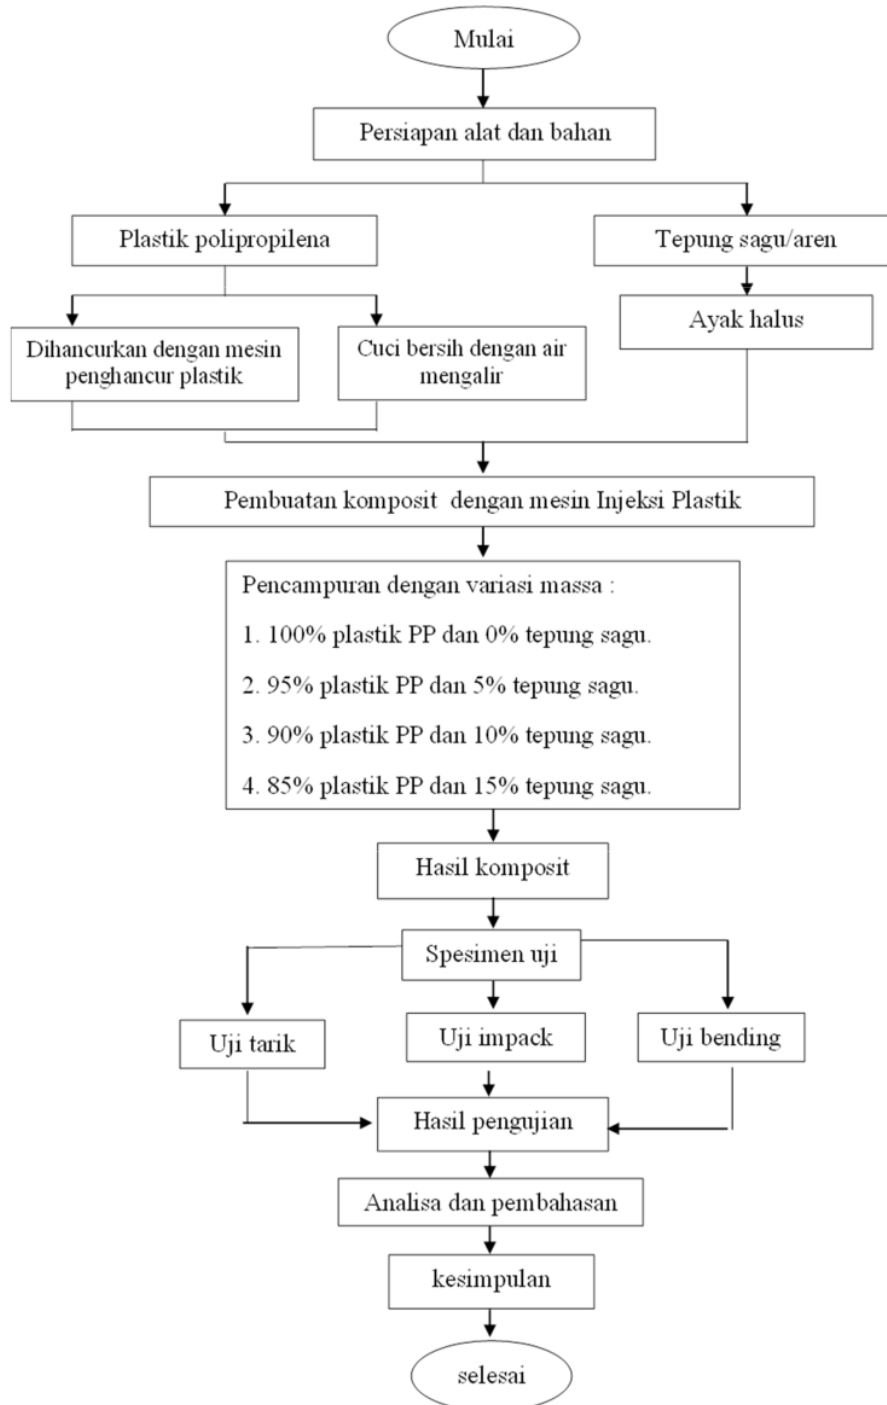 Mulai
Persiapan alat dan bahan
Plastik polipropilena
Tepung sagu/aren
Dihancurkan dengan mesin
penghancur plastik
Cuci bersih dengan air
mengalir
Ayak halus
Pembuatan komposit dengan mesin Injeksi Plastik
Pencampuran dengan variasi massa :
1. 100% plastik PP dan 0% tepung sagu.
2. 95% plastik PP dan 5% tepung sagu.
3. 90% plastik PP dan 10% tepung sagu.
4. 85% plastik PP dan 15% tepung sagu.
Hasil komposit
Spesimen uji
Uji tarik
Uji impack
Uji bending
Hasil pengujian
Analisa dan pembahasan
kesimpulan
selesai